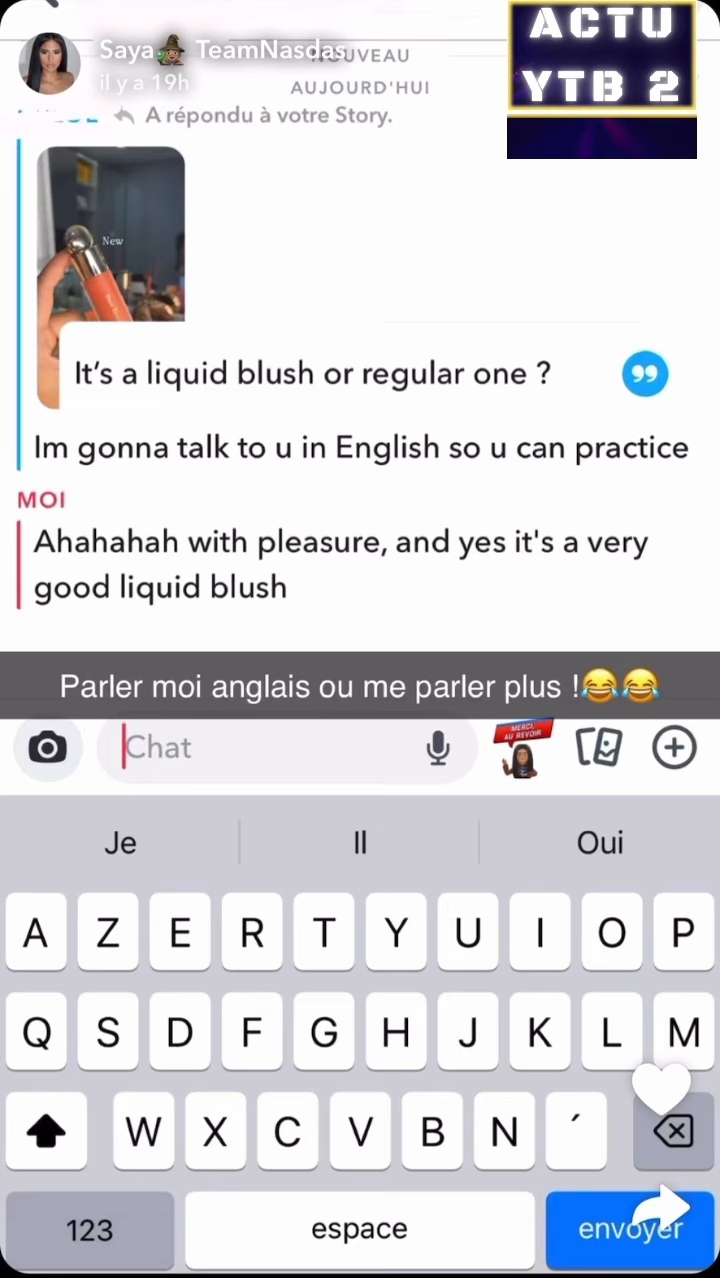 ACTU
YTB 2
Saya TeamNasdas
il y a 19h
NOUVEAU
AUJOURD'HUI
A répondu à votre Story.
New
It's a liquid blush or regular one ?
Im gonna talk to u in English so u can practice
MOI
Ahahahah with pleasure, and yes it's a very
good liquid blush
Parler moi anglais ou me parler plus !😂😂
Chat
MERCI,
AU REVOIR
Je Il Oui
A Z E R T Y U I O P
Q S D F G H J K L M
W X C V B N ´
123 espace envoyer